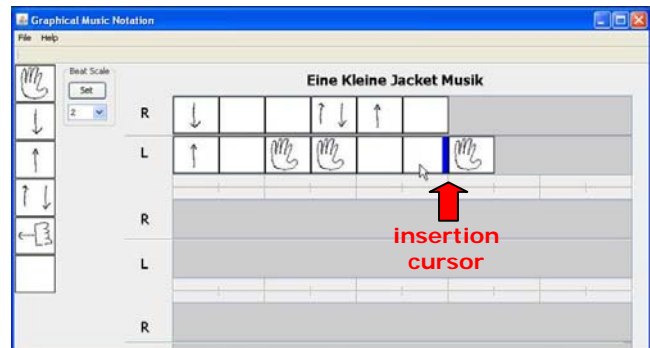 Graphical Music Notation
File Help
Beat Scale
Set
2
Eine Kleine Jacket Musik
R
L
insertion
cursor
R
L
R